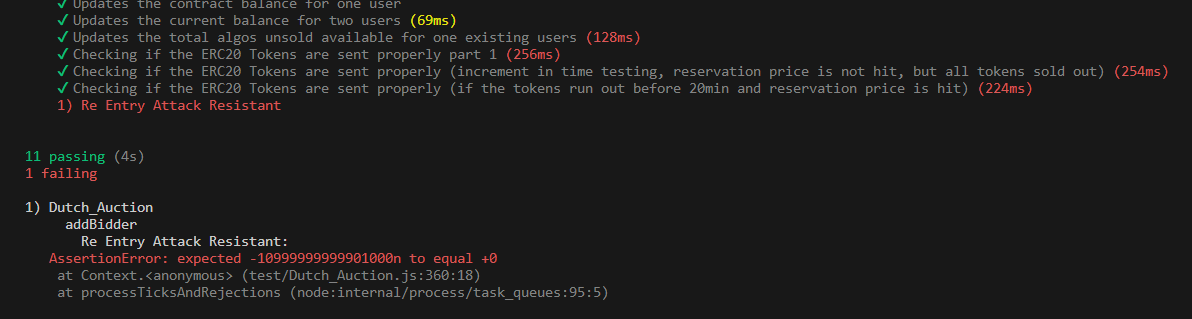 ✓ Updates the contract balance for one user
✓ Updates the current balance for two users (69ms)
✓ Updates the total algos unsold available for one existing users (128ms)
✓ Checking if the ERC20 Tokens are sent properly part 1 (256ms)
✓ Checking if the ERC20 Tokens are sent properly (increment in time testing, reservation price is not hit, but all tokens sold out) (254ms)
✓ Checking if the ERC20 Tokens are sent properly (if the tokens run out before 20min and reservation price is hit) (224ms)
1) Re Entry Attack Resistant
11 passing (4s)
1 failing
1) Dutch_Auction
addBidder
Re Entry Attack Resistant:
AssertionError: expected -10999999999901000n to equal +0
at Context.<anonymous> (test/Dutch_Auction.js:360:18)
at processTicksAndRejections (node:internal/process/task_queues:95:5)